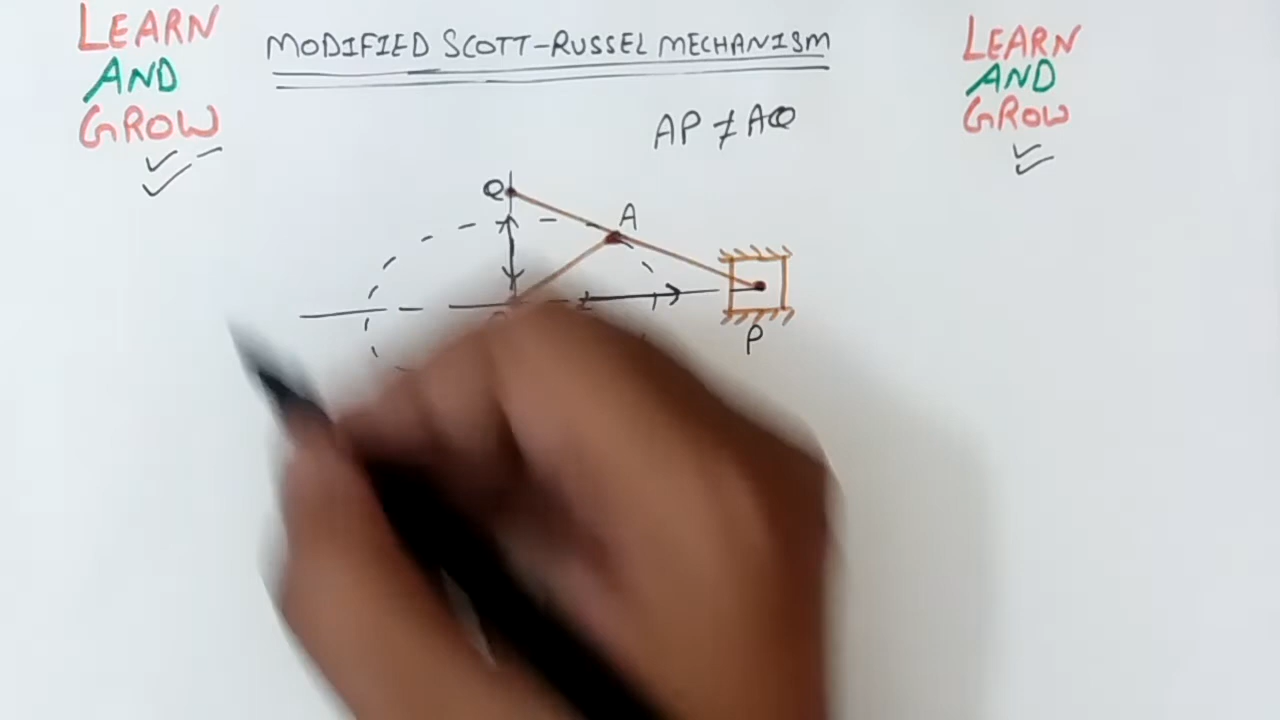 LEARN
AND
GROW
MODIFIED SCOTT-RUSSEL MECHANISM
LEARN
AND
GROW
AP ≠ AQ
Q
A
P